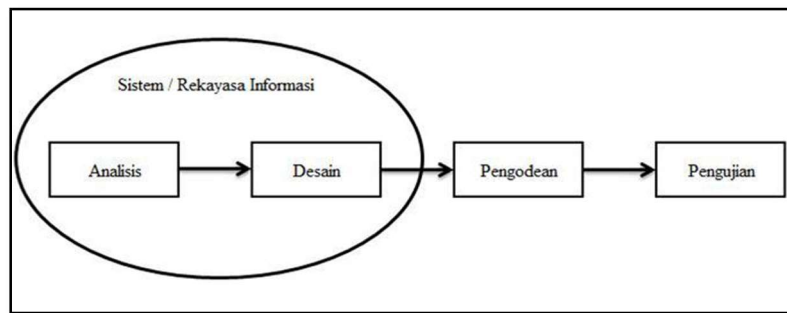 Sistem / Rekayasa Informasi
Analisis
Desain
Pengodean
Pengujian